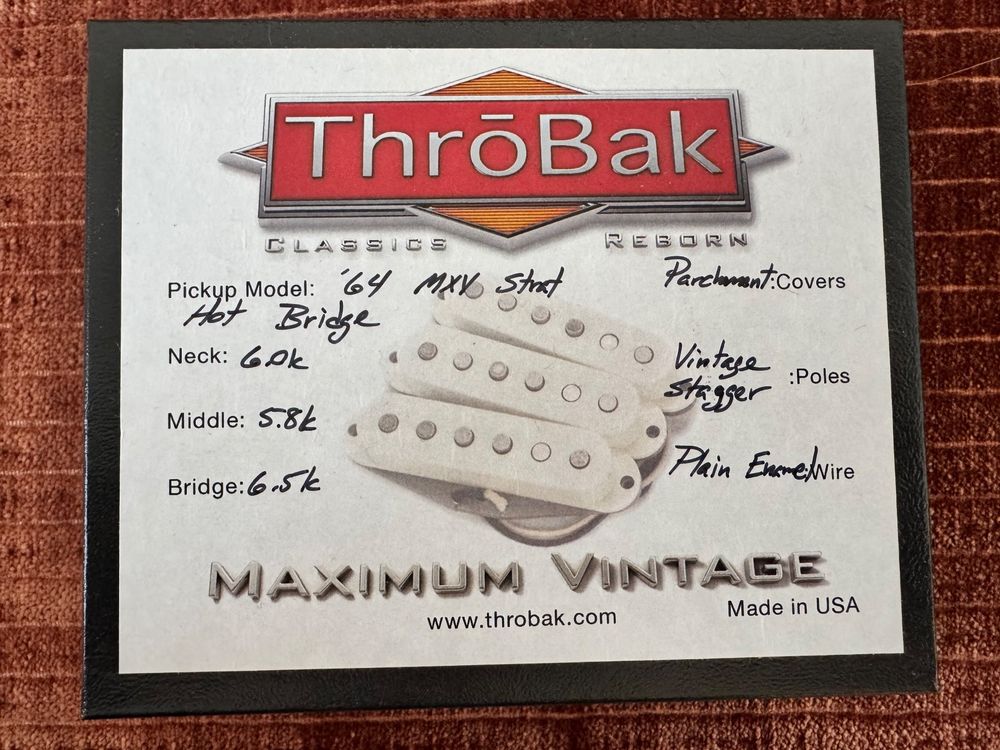 ThrōBak
CLASSICS REBORN
Pickup Model: '64 MXV Strat
Hot Bridge
Parchment :Covers
Neck: 6.0k
Vintage
Stagger :Poles
Middle: 5.8k
Bridge: 6.5k
Plain Enamel Wire
MAXIMUM VINTAGE
www.throbak.com
Made in USA